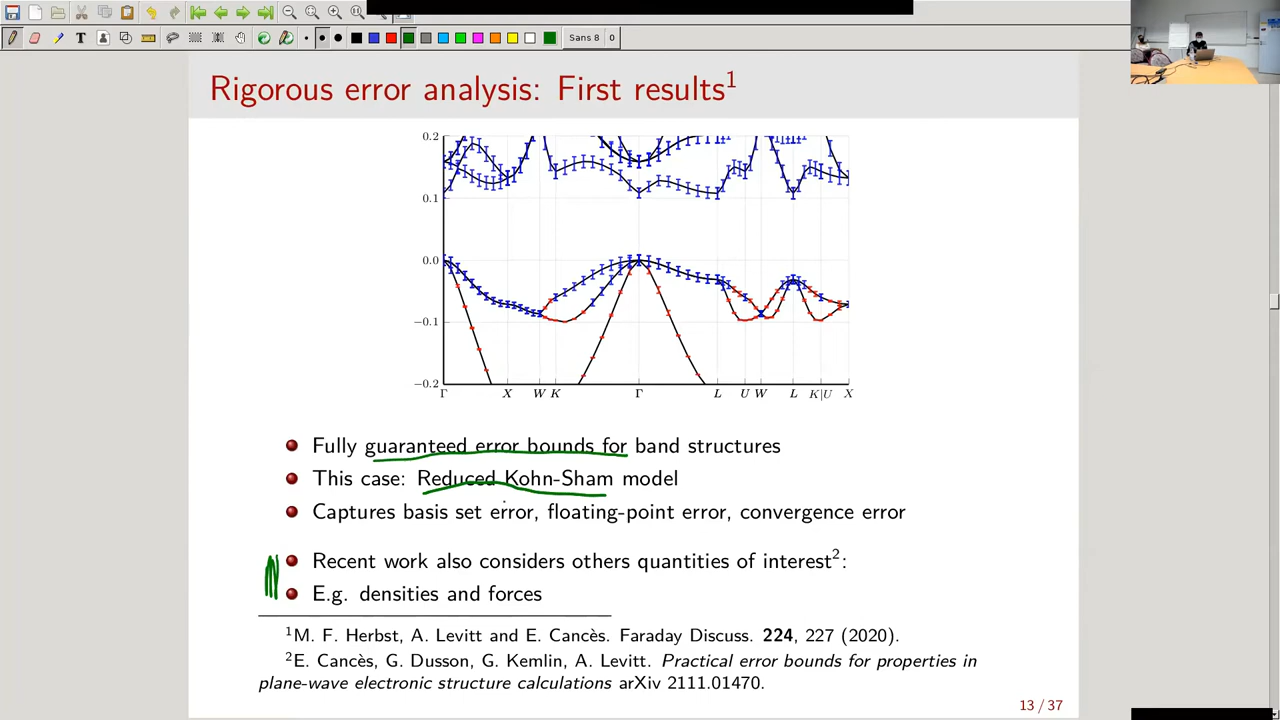 Sans 8 0
Rigorous error analysis: First results1
0.2
0.1
0.0
−0.1
−0.2
Γ X W K Γ L U W L K|U X
Fully guaranteed error bounds for band structures
This case: Reduced Kohn-Sham model
Captures basis set error, floating-point error, convergence error
Recent work also considers others quantities of interest2:
E.g. densities and forces
1M. F. Herbst, A. Levitt and E. Cancès. Faraday Discuss. 224, 227 (2020).
2E. Cancès, G. Dusson, G. Kemlin, A. Levitt. Practical error bounds for properties in
plane-wave electronic structure calculations arXiv 2111.01470.
13 / 37